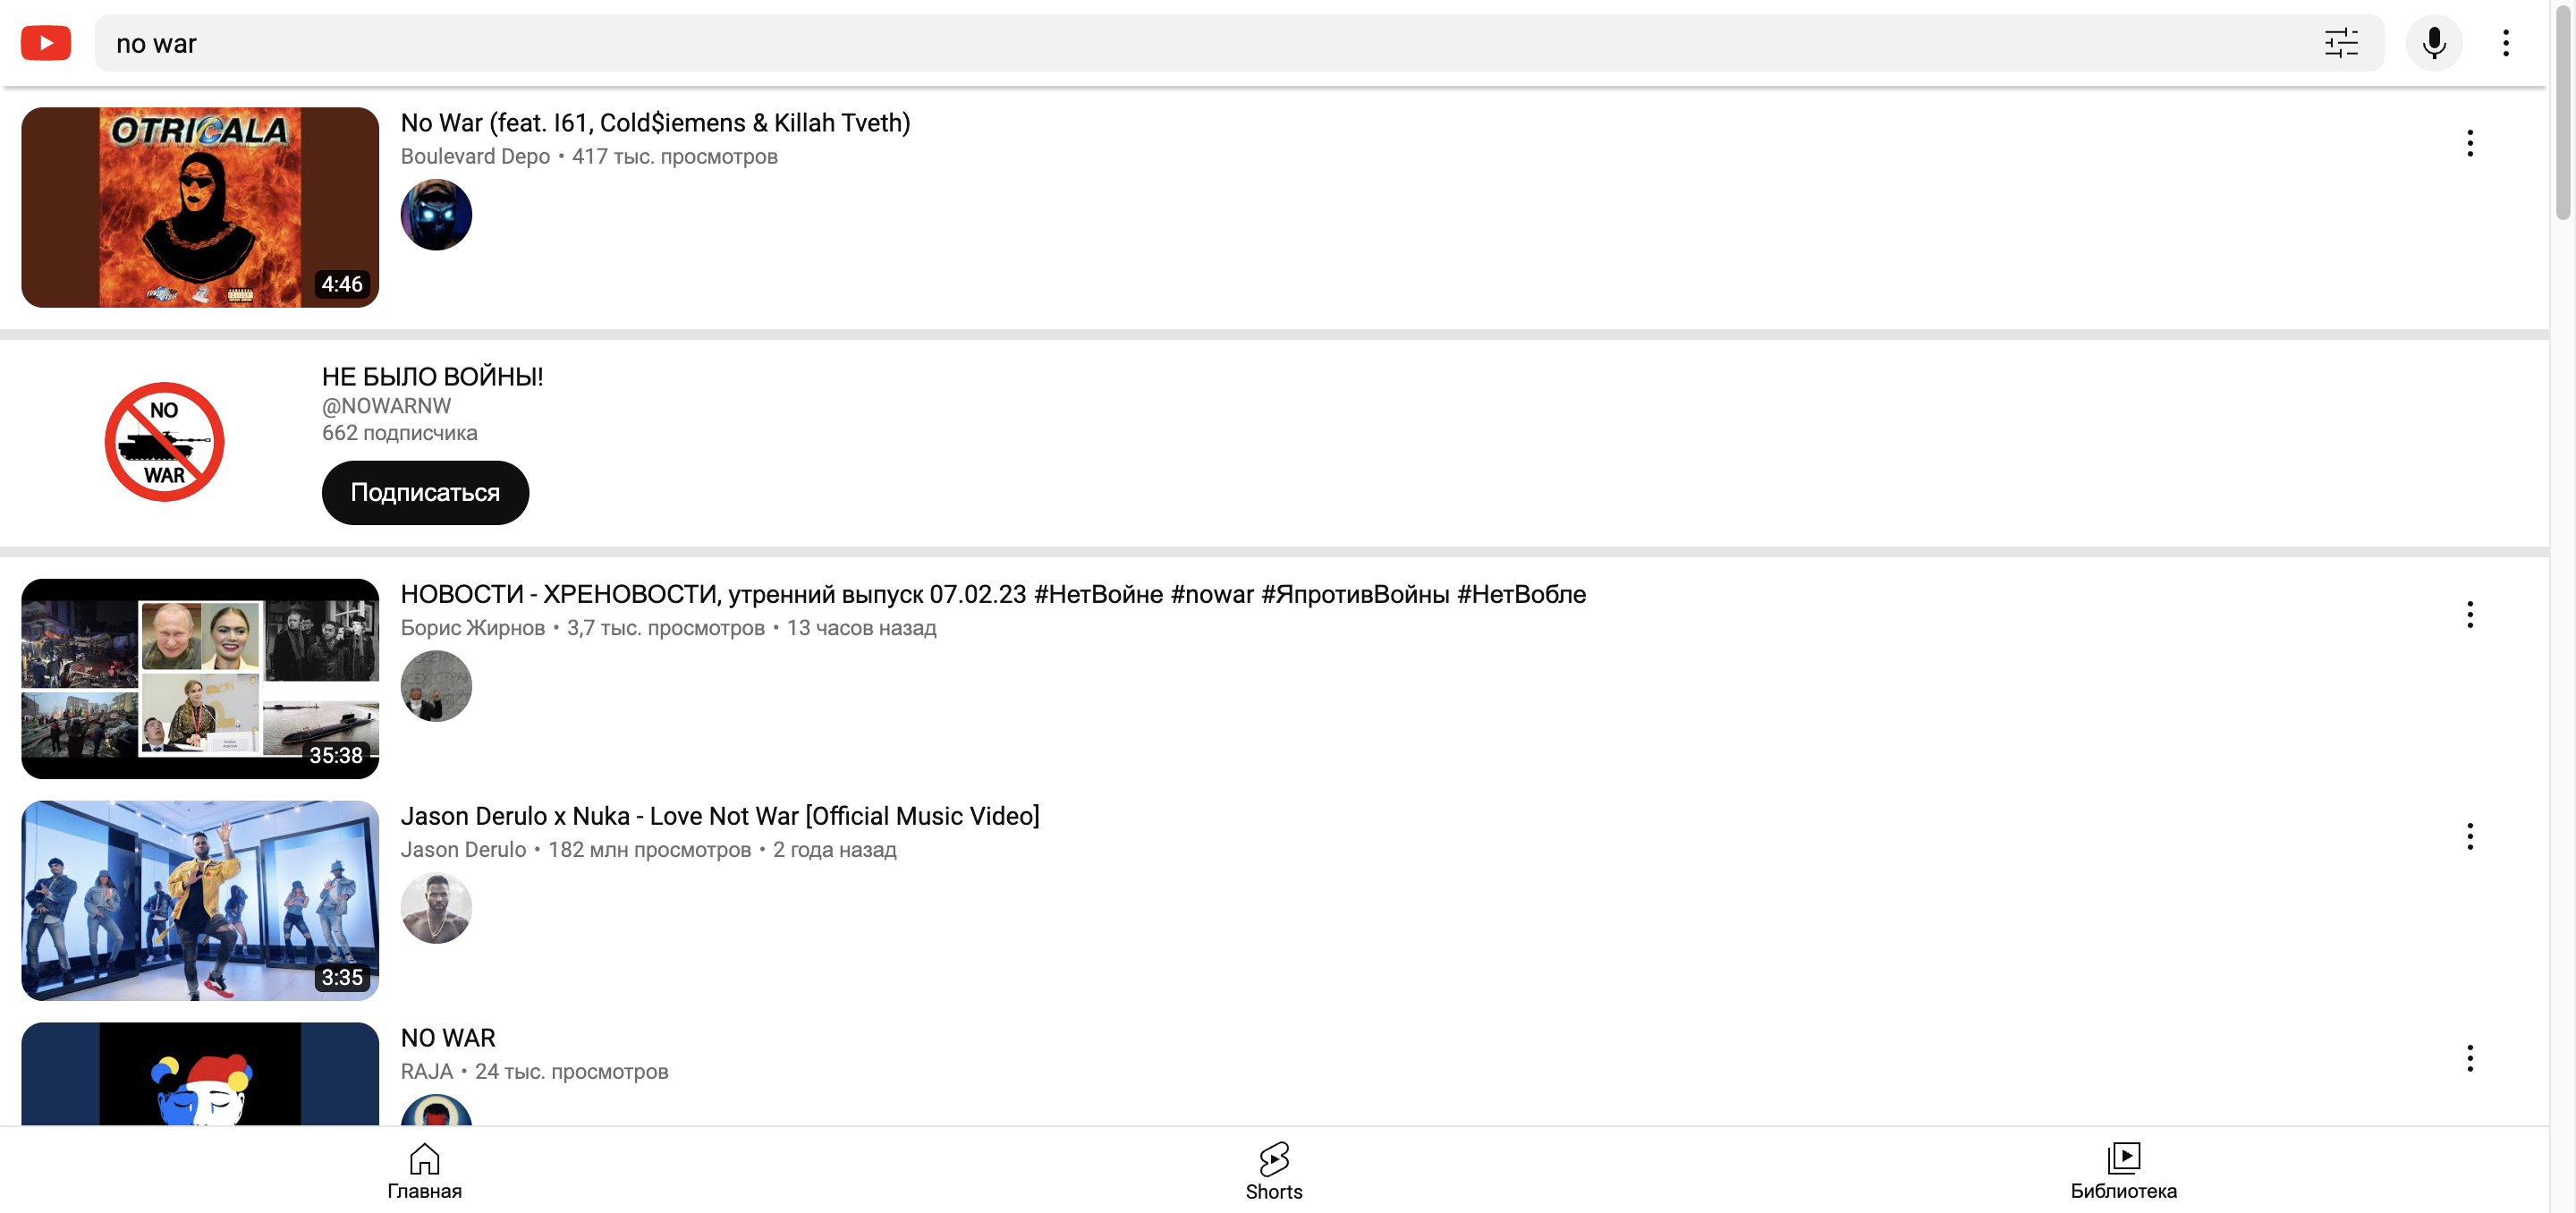 no war
OTRICALA
4:46
No War (feat. I61, Cold$iemens & Killah Tveth)
Boulevard Depo • 417 тыс. просмотров
NO
WAR
НЕ БЫЛО ВОЙНЫ!
@NOWARNW
662 подписчика
Подписаться
35:38
НОВОСТИ - ХРЕНОВОСТИ, утренний выпуск 07.02.23 #НетВойне #nowar #ЯпротивВойны #НетВобле
Борис Жирнов • 3,7 тыс. просмотров • 13 часов назад
3:35
Jason Derulo x Nuka - Love Not War [Official Music Video]
Jason Derulo • 182 млн просмотров • 2 года назад
NO WAR
RAJA • 24 тыс. просмотров
Главная
Shorts
Библиотека